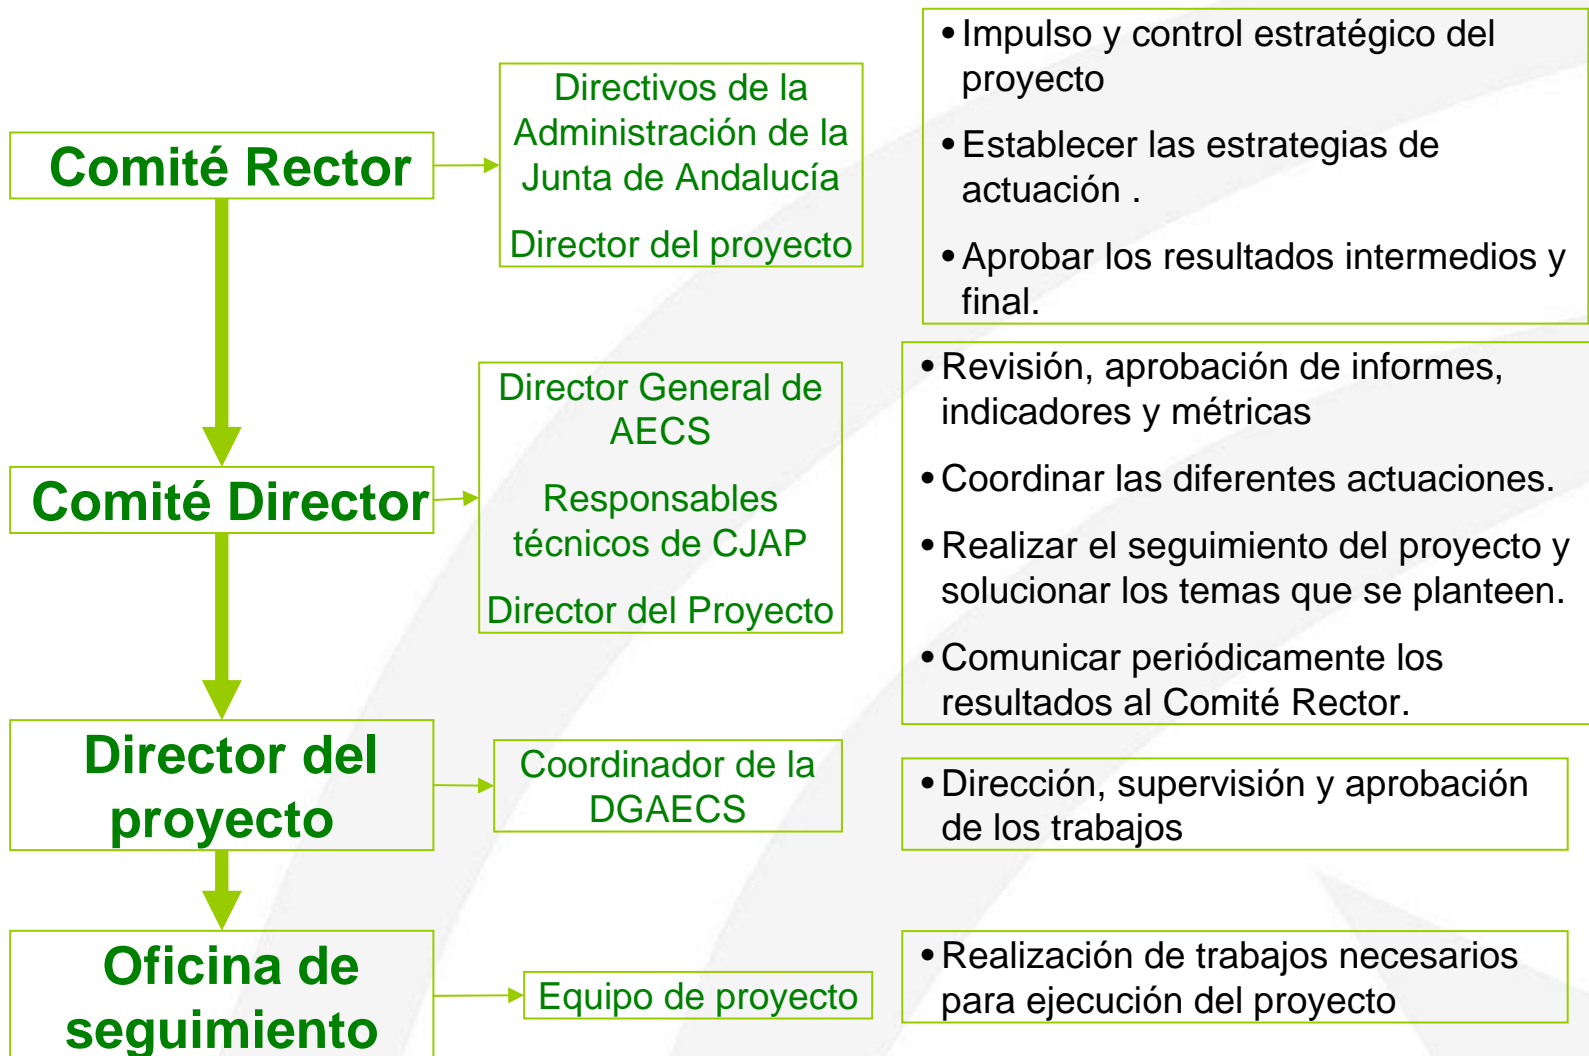 Comité Rector
Directivos de la
Administración de la
Junta de Andalucía
Director del proyecto
• Impulso y control estratégico del
proyecto
• Establecer las estrategias de
actuación .
• Aprobar los resultados intermedios y
final.
Comité Director
Director General de
AECS
Responsables
técnicos de CJAP
Director del Proyecto
• Revisión, aprobación de informes,
indicadores y métricas
• Coordinar las diferentes actuaciones.
• Realizar el seguimiento del proyecto y
solucionar los temas que se planteen.
• Comunicar periódicamente los
resultados al Comité Rector.
Director del
proyecto
Coordinador de la
DGAECS
• Dirección, supervisión y aprobación
de los trabajos
Oficina de
seguimiento
Equipo de proyecto
• Realización de trabajos necesarios
para ejecución del proyecto